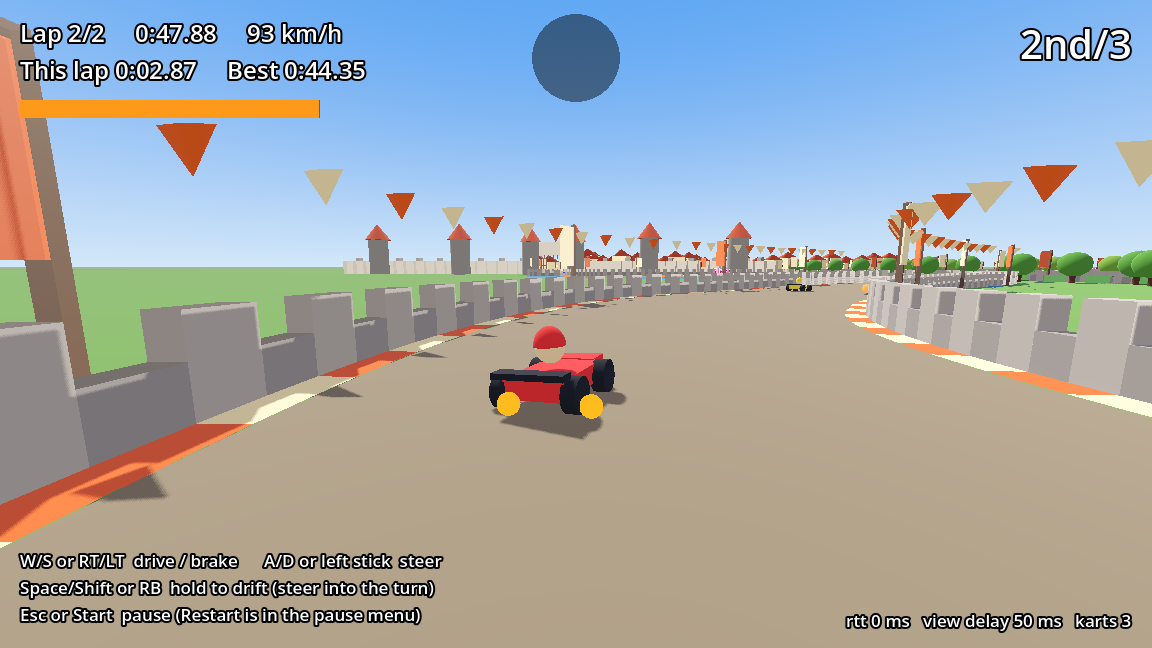 Lap 2/2 0:47.88 93 km/h
2nd/3
This lap 0:02.87 Best 0:44.35
W/S or RT/LT drive / brake A/D or left stick steer
Space/Shift or RB hold to drift (steer into the turn)
Esc or Start pause (Restart is in the pause menu)
rtt 0 ms view delay 50 ms karts 3